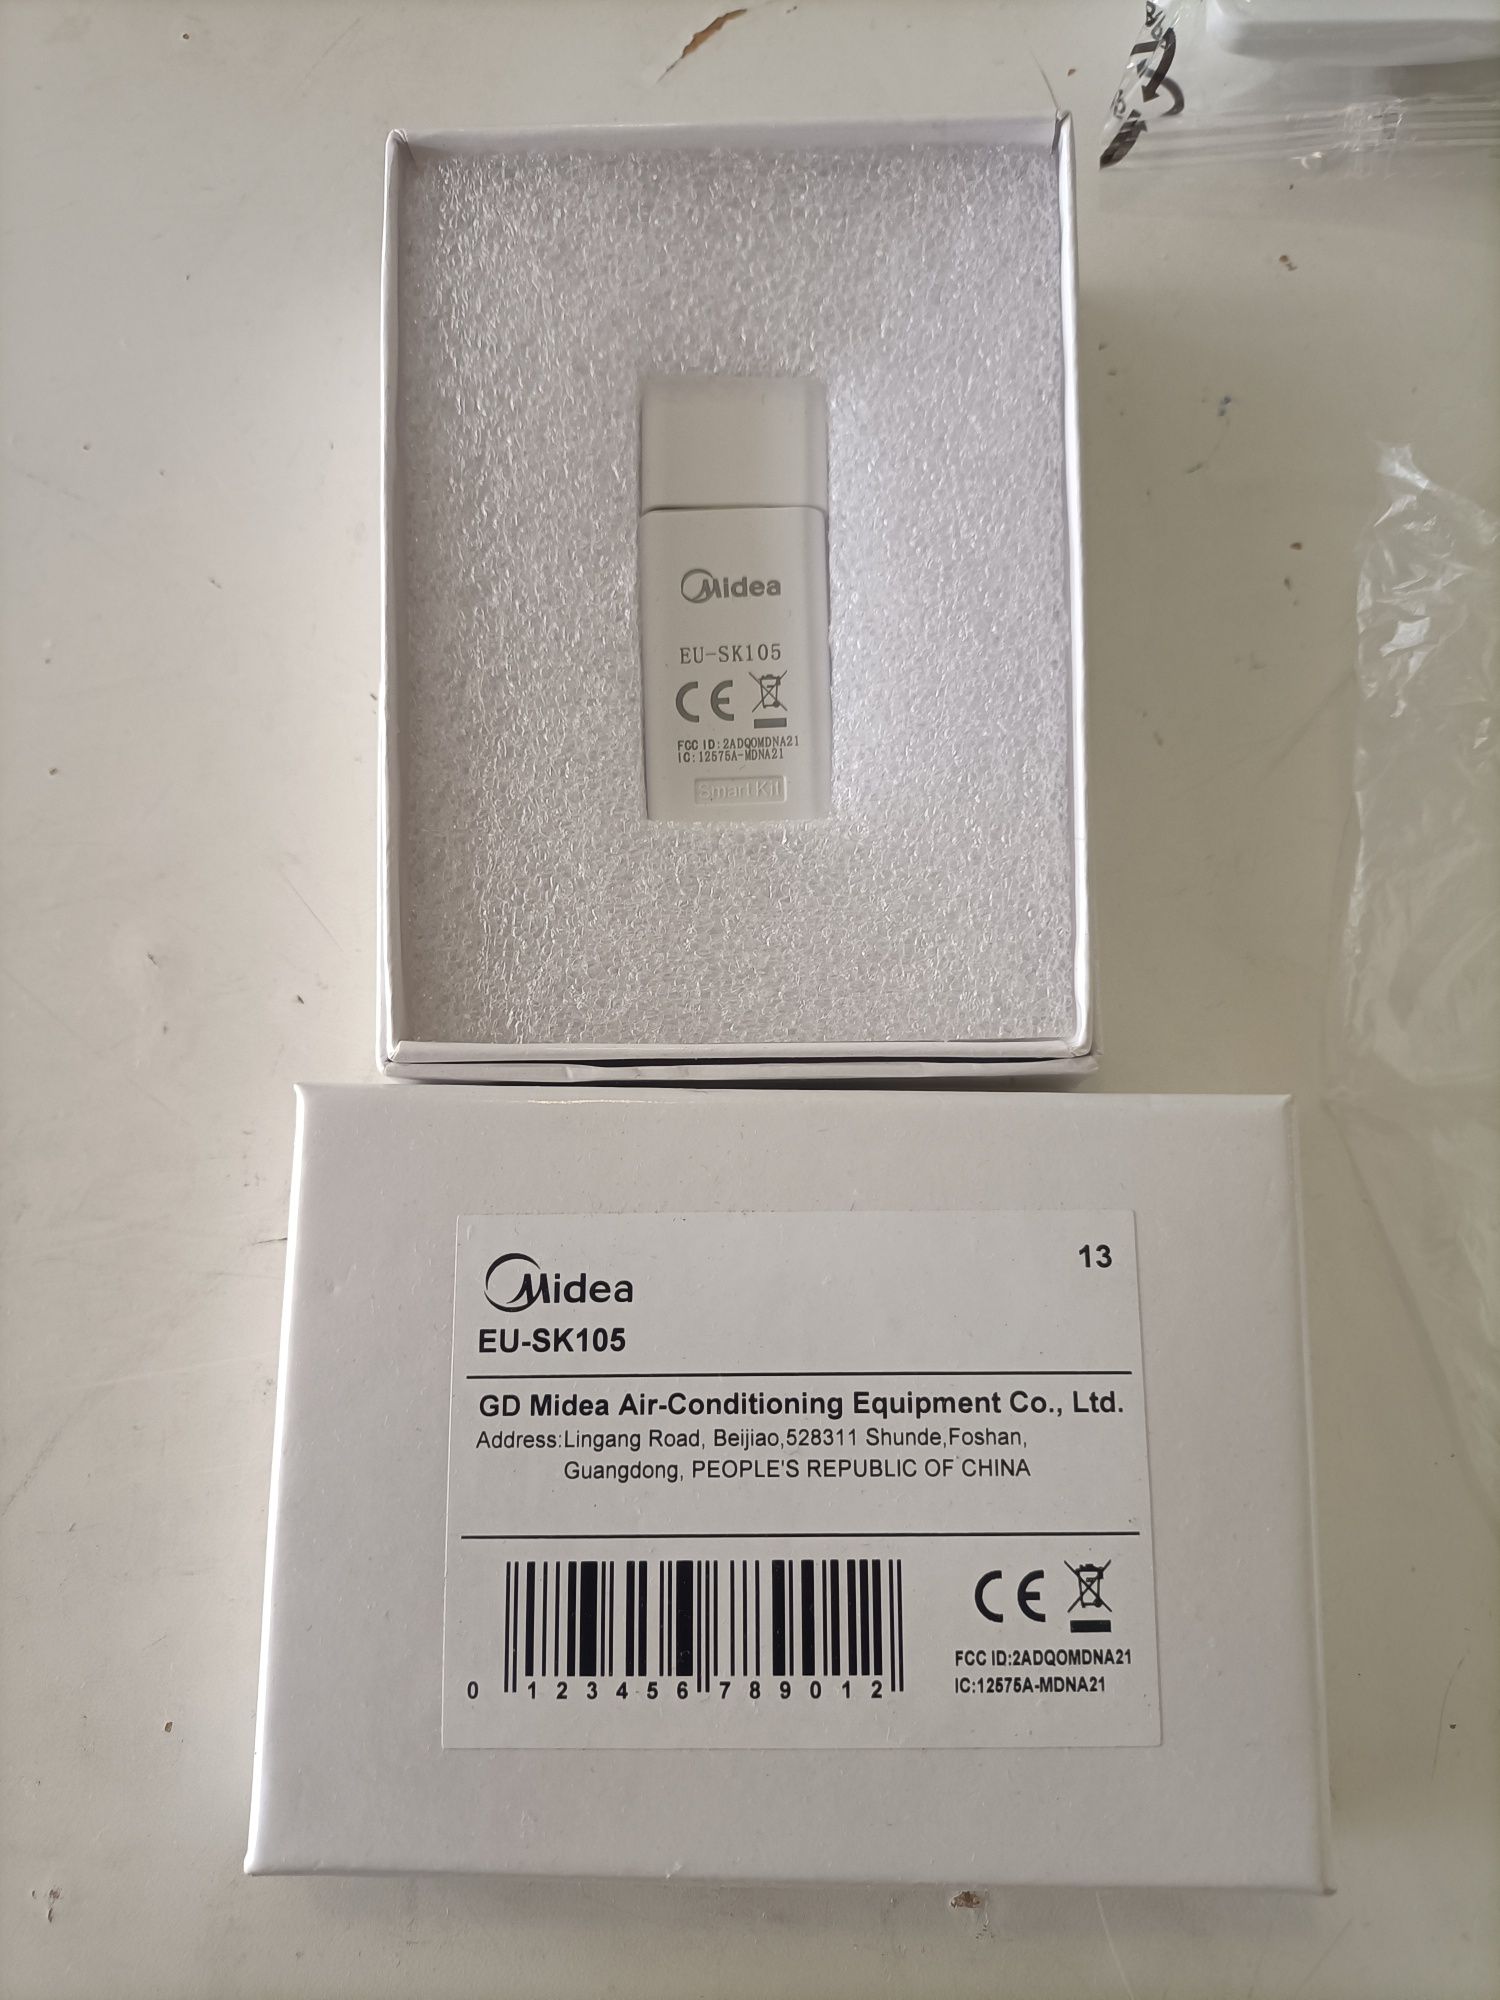 Midea
EU-SK105
CE
FCC ID:2ADQOMDNA21
IC:12575A-MDNA21
Smart Kit
Midea
13
EU-SK105
GD Midea Air-Conditioning Equipment Co., Ltd.
Address:Lingang Road, Beijiao,528311 Shunde,Foshan,
Guangdong, PEOPLE'S REPUBLIC OF CHINA
0 123456 789012
CE
FCC ID:2ADQOMDNA21
IC:12575A-MDNA21